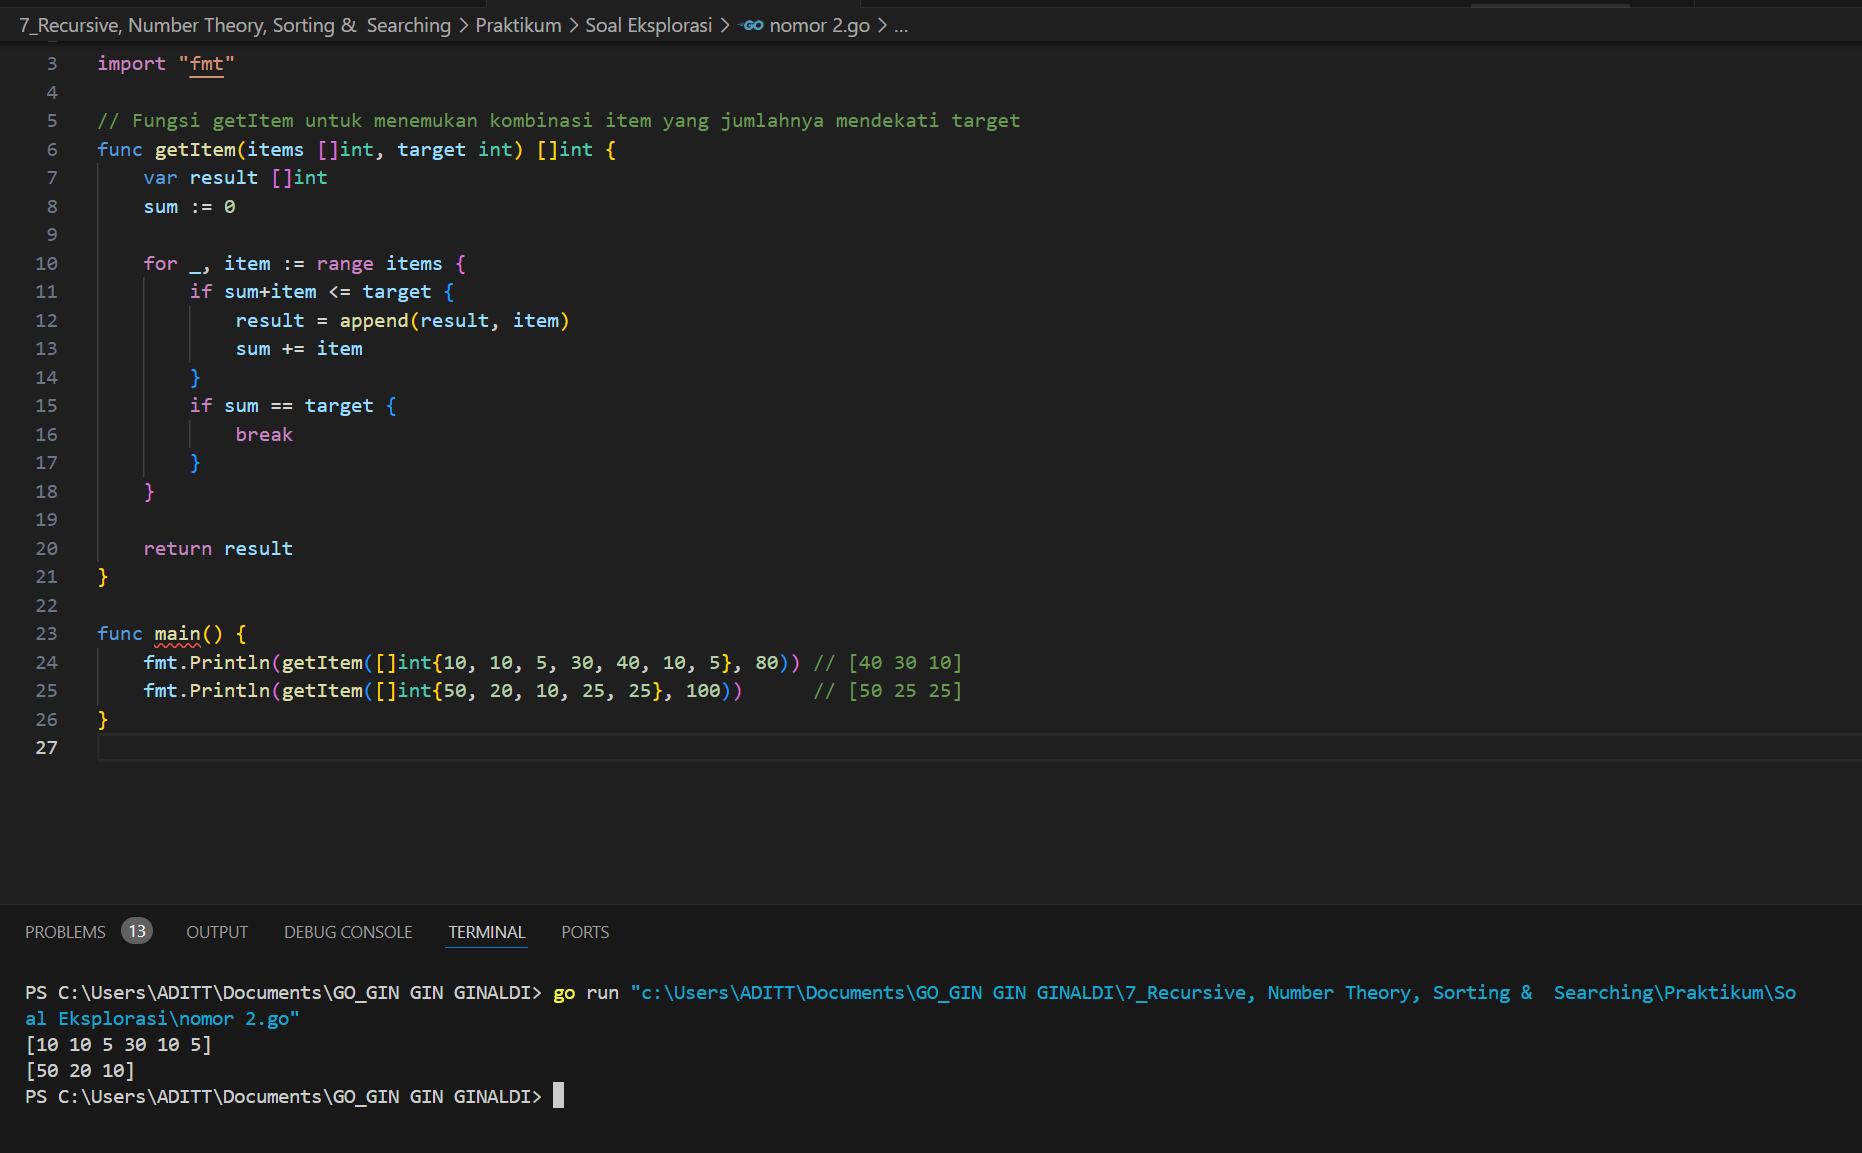 7_Recursive, Number Theory, Sorting &  Searching > Praktikum > Soal Eksplorasi > GO nomor 2.go > ...
3 import "fmt"
4
5 // Fungsi getItem untuk menemukan kombinasi item yang jumlahnya mendekati target
6 func getItem(items []int, target int) []int {
7     var result []int
8     sum := 0
9
10     for _, item := range items {
11         if sum+item <= target {
12             result = append(result, item)
13             sum += item
14         }
15         if sum == target {
16             break
17         }
18     }
19
20     return result
21 }
22
23 func main() {
24     fmt.Println(getItem([]int{10, 10, 5, 30, 40, 10, 5}, 80)) // [40 30 10]
25     fmt.Println(getItem([]int{50, 20, 10, 25, 25}, 100))      // [50 25 25]
26 }
27
PROBLEMS 13 OUTPUT DEBUG CONSOLE TERMINAL PORTS
PS C:\Users\ADITT\Documents\GO_GIN GIN GINALDI> go run "c:\Users\ADITT\Documents\GO_GIN GIN GINALDI\7_Recursive, Number Theory, Sorting &  Searching\Praktikum\So
al Eksplorasi\nomor 2.go"
[10 10 5 30 10 5]
[50 20 10]
PS C:\Users\ADITT\Documents\GO_GIN GIN GINALDI>